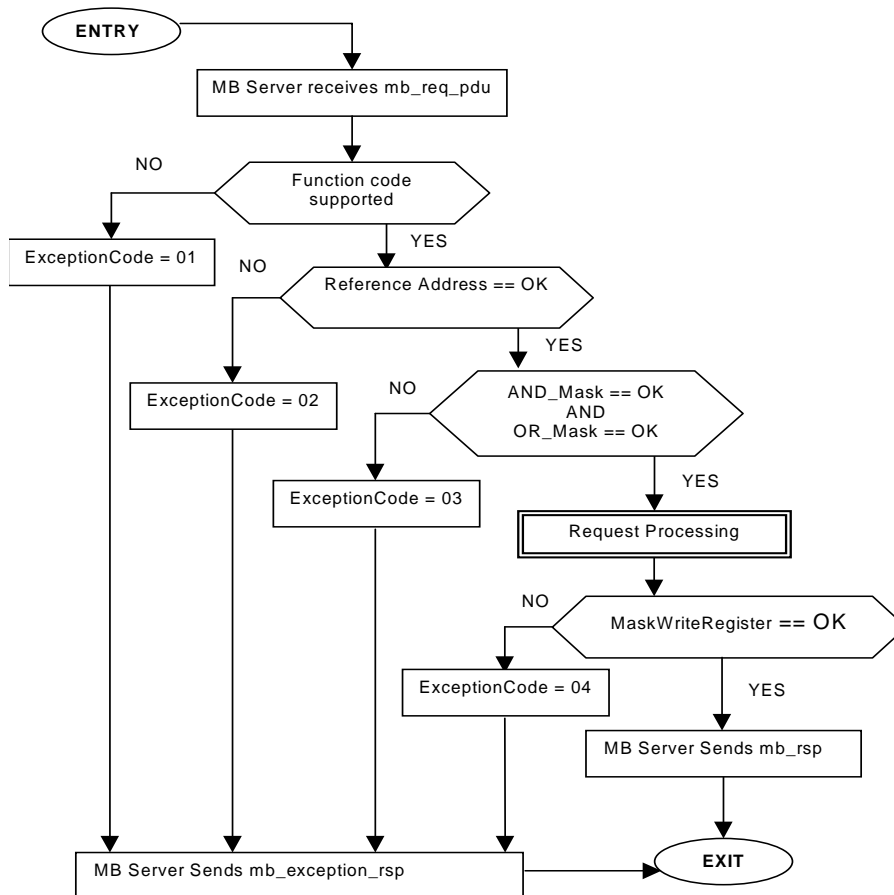 ENTRY
MB Server receives mb_req_pdu
NO
Function code
supported
YES
ExceptionCode = 01
NO
Reference Address == OK
YES
ExceptionCode = 02
NO
AND_Mask == OK
AND
OR_Mask == OK
YES
ExceptionCode = 03
Request Processing
NO
MaskWriteRegister == OK
ExceptionCode = 04
YES
MB Server Sends mb_rsp
MB Server Sends mb_exception_rsp
EXIT